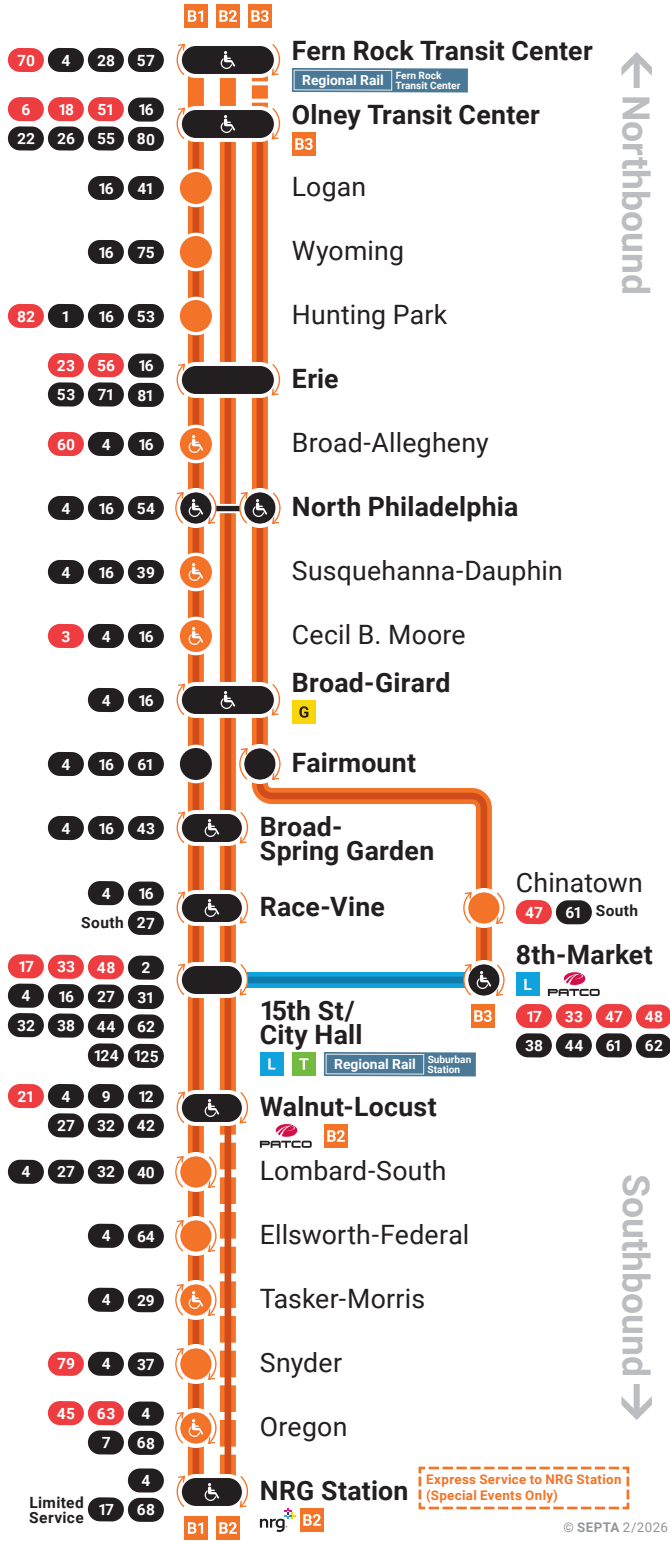 B1 B2 B3
70 4 28 57
Fern Rock Transit Center
Regional Rail Fern Rock
Transit Center
6 18 51 16
22 26 55 80
Olney Transit Center
B3
16 41
Logan
16 75
Wyoming
82 1 16 53
Hunting Park
23 56 16
53 71 81
Erie
60 4 16
Broad-Allegheny
4 16 54
North Philadelphia
4 16 39
Susquehanna-Dauphin
3 4 16
Cecil B. Moore
4 16
Broad-Girard
G
4 16 61
Fairmount
4 16 43
Broad-
Spring Garden
4 16
South 27
Race-Vine
Chinatown
47 61 South
17 33 48 2
4 16 27 31
32 38 44 62
124 125
15th St/
City Hall
L T Regional Rail Suburban
Station
8th-Market
L PATCO
B3
17 33 47 48
38 44 61 62
21 4 9 12
27 32 42
Walnut-Locust
PATCO B2
4 27 32 40
Lombard-South
4 64
Ellsworth-Federal
4 29
Tasker-Morris
79 4 37
Snyder
45 63 4
7 68
Oregon
4
Limited
Service 17 68
NRG Station
nrg B2
Express Service to NRG Station
(Special Events Only)
B1 B2
© SEPTA 2/2026
Northbound
Southbound